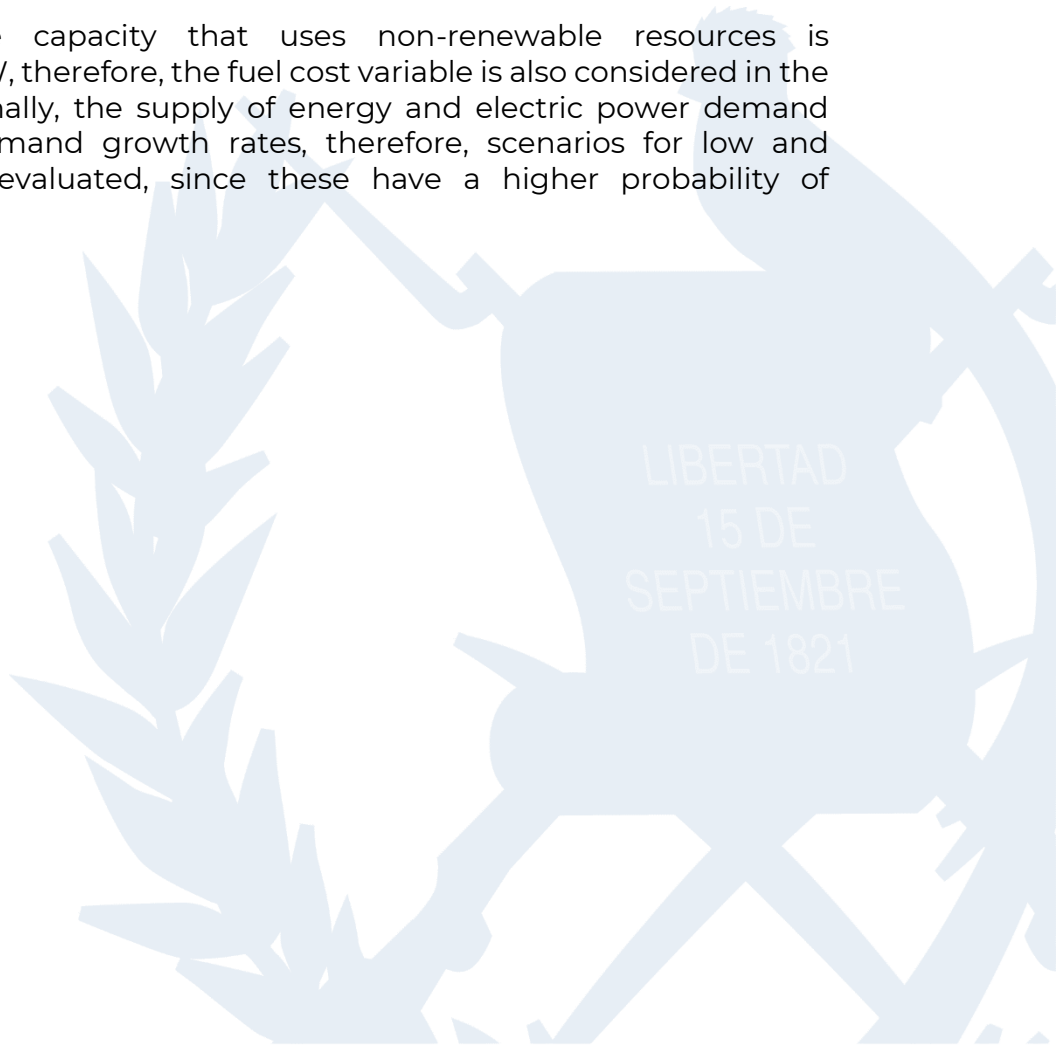 capacity that uses non-renewable resources is
, therefore, the fuel cost variable is also considered in the
the supply of energy and electric power demand
growth rates, therefore, scenarios for low and
evaluated, since these have a higher probability of
LIBERTAD
15 DE
SEPTIEMBRE
DE 1821